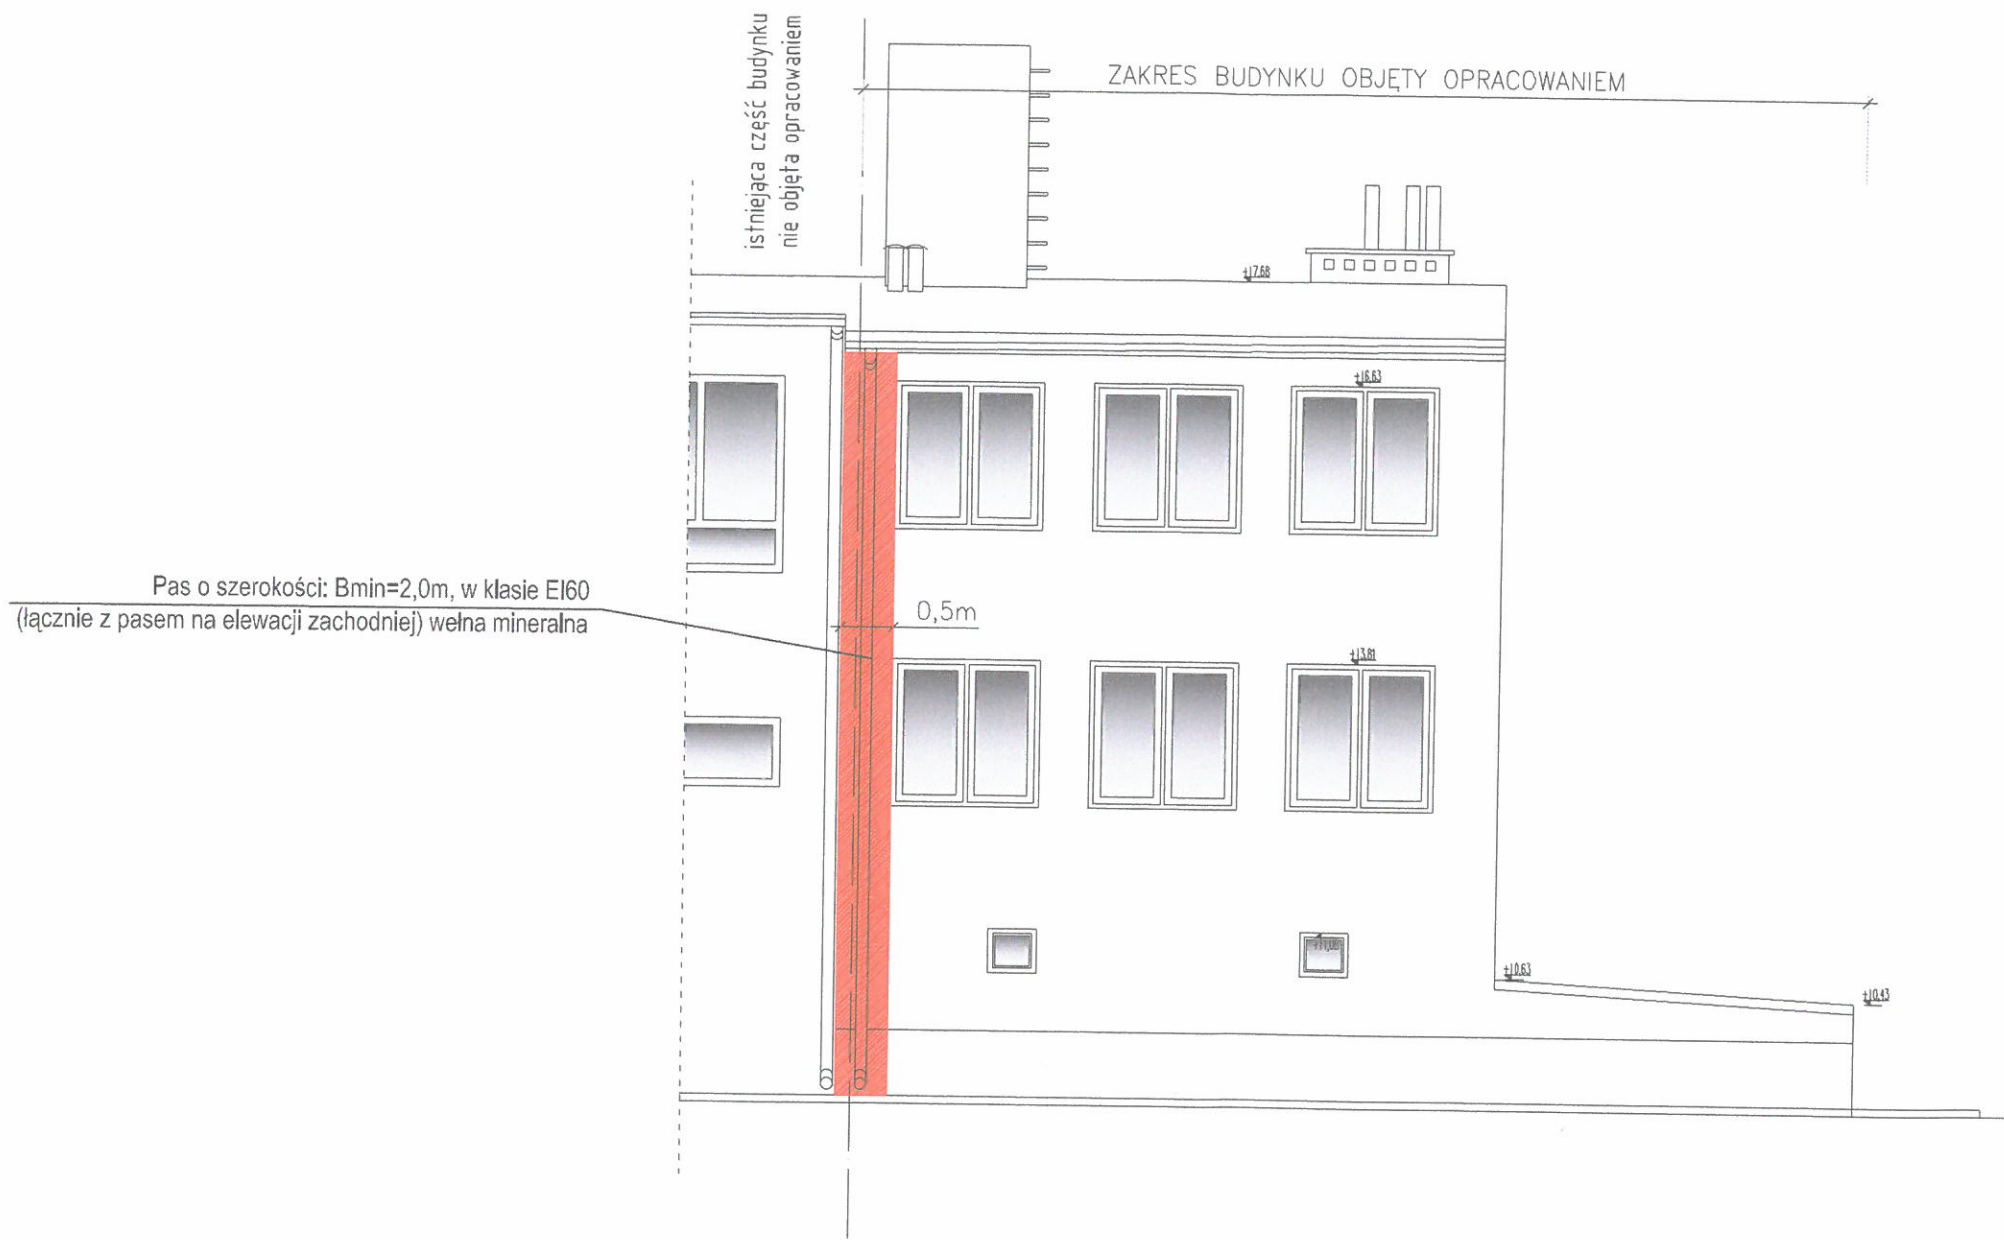 istniejąca część budynku
nie objęta opracowaniem
ZAKRES BUDYNKU OBJĘTY OPRACOWANIEM
+17,68
+16,63
Pas o szerokości: Bmin=2,0m, w klasie EI60
(łącznie z pasem na elewacji zachodniej) wełna mineralna
0,5m
+13,81
+10,63
+10,43